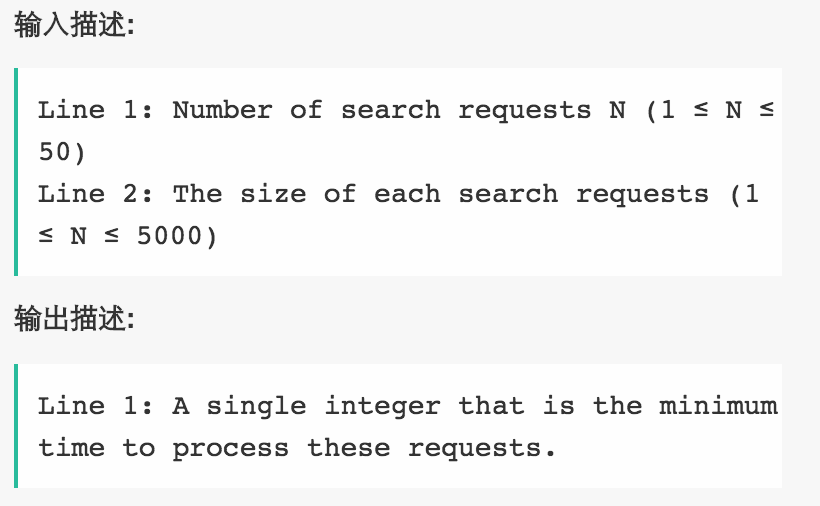 输入描述:
Line 1: Number of search requests N (1 ≤ N ≤
50)
Line 2: The size of each search requests (1
≤ N ≤ 5000)
输出描述:
Line 1: A single integer that is the minimum
time to process these requests.